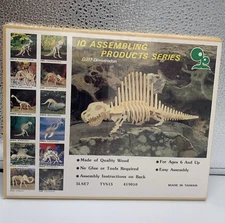 IQ ASSEMBLING
PRODUCTS SERIES
• Made of Quality Wood
• No Glue or Tools Required
• Assembly Instructions on Back
• For Ages 6 And Up
• Easy Assembly
MADE IN TAIWAN